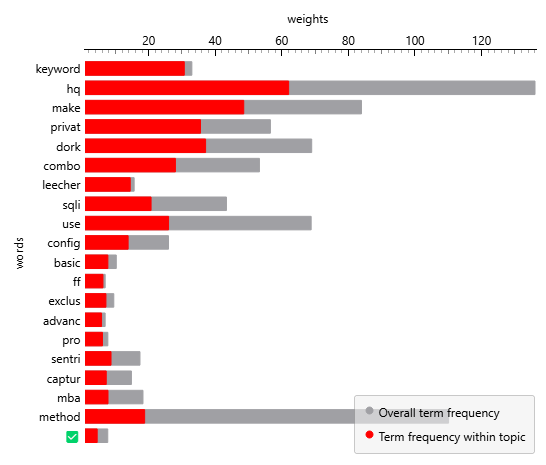 weights
20 40 60 80 100 120
keyword
hq
make
privat
dork
combo
leecher
sqli
use
config
basic
ff
exclus
advanc
pro
sentri
captur
mba
method
✅
words
Overall term frequency
Term frequency within topic